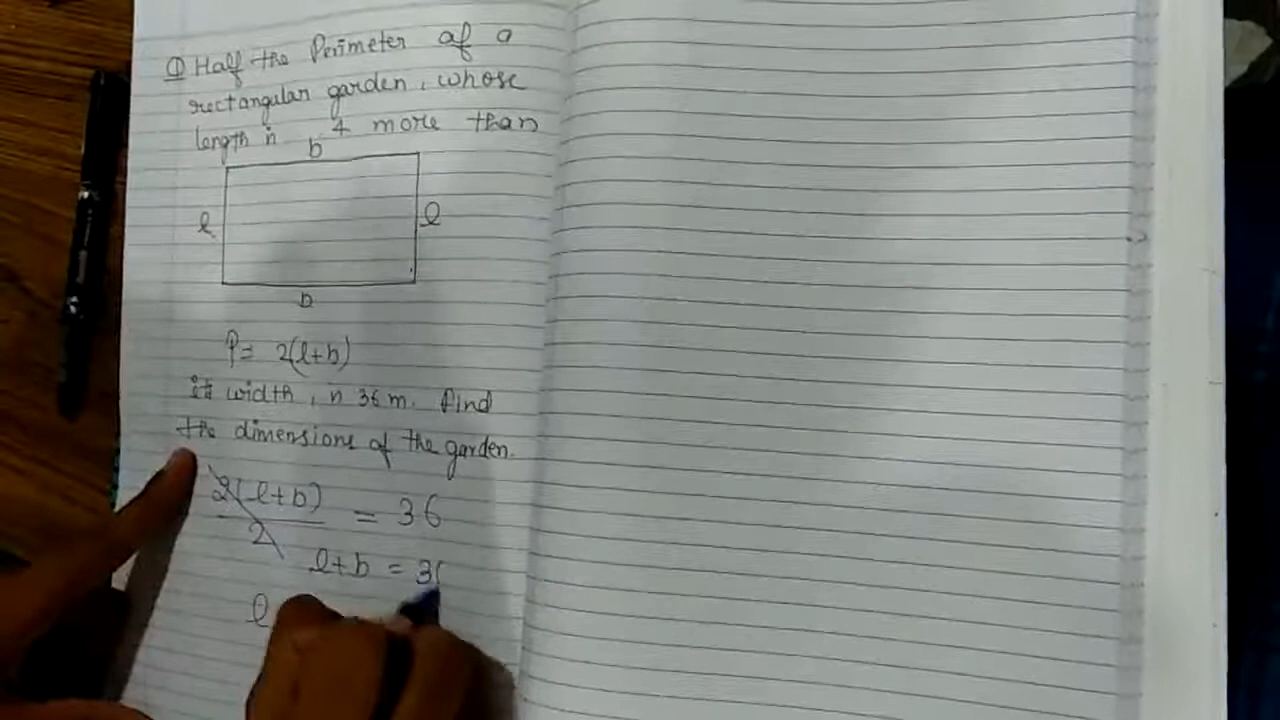 ① Half the Perimeter of a
rectangular garden, whose
length is 4 more than
b
l
l
b
P = 2(l+b)
its width, is 36 m. Find
the dimensions of the garden.
2(l+b) = 36
2
l+b = 36
l